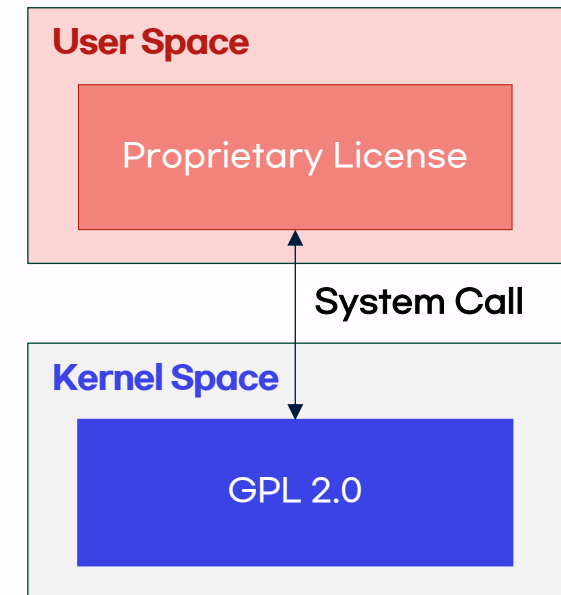 User Space
Proprietary License
System Call
Kernel Space
GPL 2.0